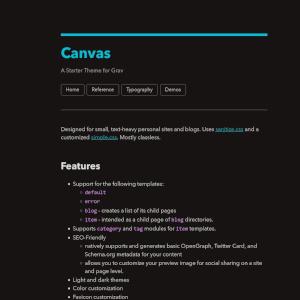 Canvas
A Starter Theme for Grav
Home
Reference
Typography
Demos
Designed for small, text-heavy personal sites and blogs. Uses sanitize.css and a
customized simple.css. Mostly classless.
Features
Support for the following templates:
default
error
blog - creates a list of its child pages
item - intended as a child page of blog directories.
Supports category and tag modules for item templates.
SEO-Friendly
natively supports and generates basic OpenGraph, Twitter Card, and
Schema.org metadata for your content
allows you to customize your preview image for social sharing on a site
and page level.
Light and dark themes
Color customization
Favicon customization